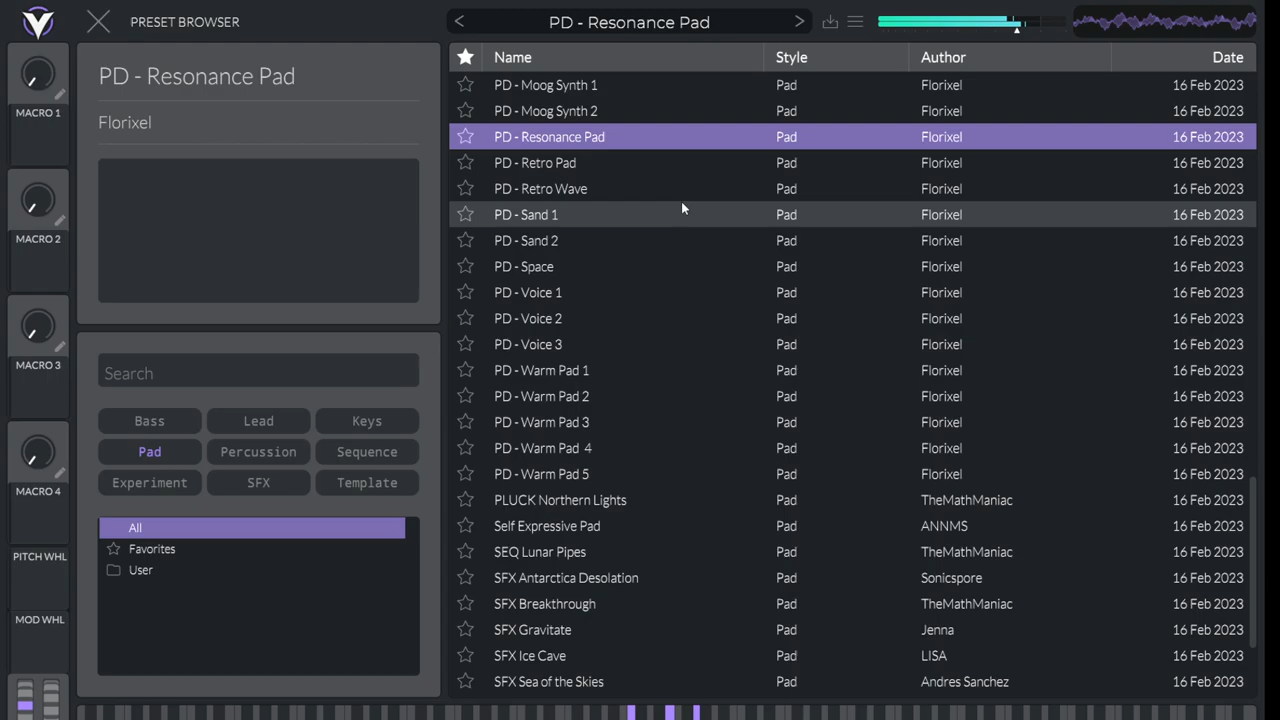 PRESET BROWSER
PD - Resonance Pad
MACRO 1
MACRO 2
MACRO 3
MACRO 4
PITCH WHL
MOD WHL
PD - Resonance Pad
Florixel
Search
Bass Lead Keys
Pad Percussion Sequence
Experiment SFX Template
All
Favorites
User
Name Style Author Date
PD - Moog Synth 1 Pad Florixel 16 Feb 2023
PD - Moog Synth 2 Pad Florixel 16 Feb 2023
PD - Resonance Pad Pad Florixel 16 Feb 2023
PD - Retro Pad Pad Florixel 16 Feb 2023
PD - Retro Wave Pad Florixel 16 Feb 2023
PD - Sand 1 Pad Florixel 16 Feb 2023
PD - Sand 2 Pad Florixel 16 Feb 2023
PD - Space Pad Florixel 16 Feb 2023
PD - Voice 1 Pad Florixel 16 Feb 2023
PD - Voice 2 Pad Florixel 16 Feb 2023
PD - Voice 3 Pad Florixel 16 Feb 2023
PD - Warm Pad 1 Pad Florixel 16 Feb 2023
PD - Warm Pad 2 Pad Florixel 16 Feb 2023
PD - Warm Pad 3 Pad Florixel 16 Feb 2023
PD - Warm Pad 4 Pad Florixel 16 Feb 2023
PD - Warm Pad 5 Pad Florixel 16 Feb 2023
PLUCK Northern Lights Pad TheMathManiac 16 Feb 2023
Self Expressive Pad Pad ANNMS 16 Feb 2023
SEQ Lunar Pipes Pad TheMathManiac 16 Feb 2023
SFX Antarctica Desolation Pad Sonicspore 16 Feb 2023
SFX Breakthrough Pad TheMathManiac 16 Feb 2023
SFX Gravitate Pad Jenna 16 Feb 2023
SFX Ice Cave Pad LISA 16 Feb 2023
SFX Sea of the Skies Pad Andres Sanchez 16 Feb 2023